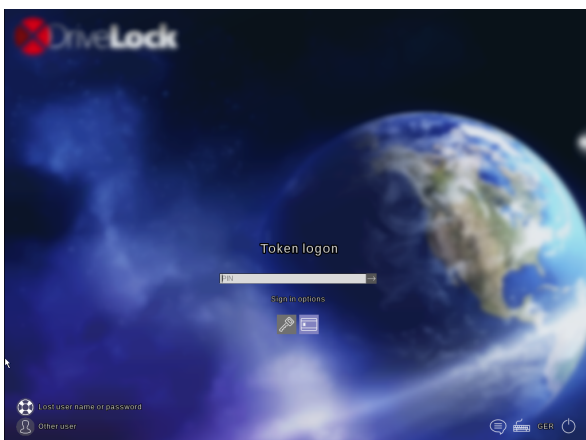 DriveLock
Token logon
PIN
Sign-in options
Lost user name or password
Other user
GER